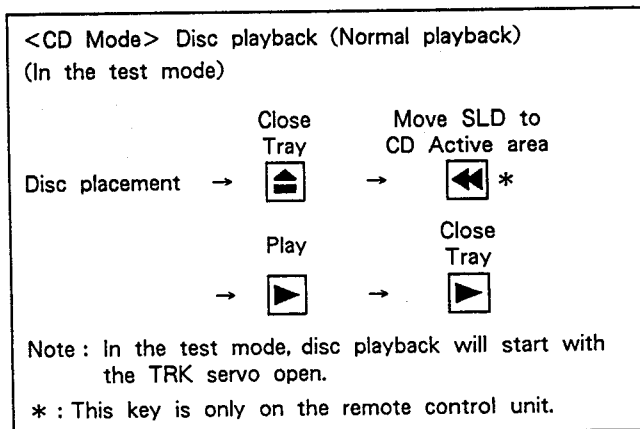 <CD Mode> Disc playback (Normal playback)
(In the test mode)
Close Move SLD to
Tray CD Active area
Disc placement → ⏏ → ◀◀ *
Play Close
Tray
→ ▶ → ▶
Note : In the test mode, disc playback will start with
the TRK servo open.
* : This key is only on the remote control unit.